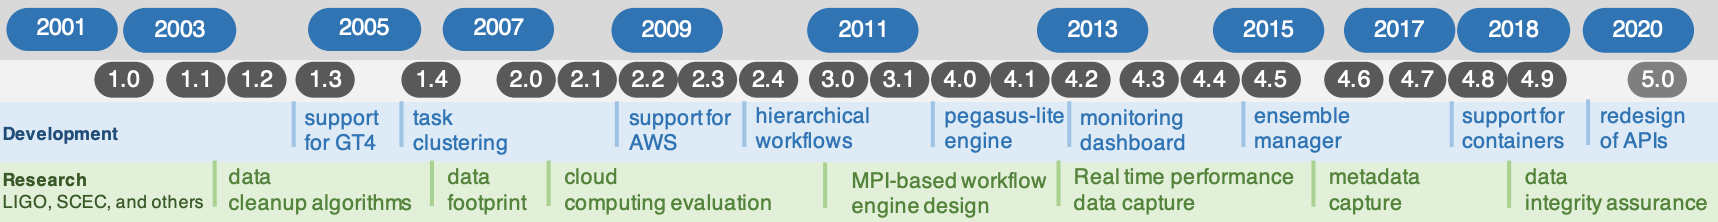 2001 2003 2005 2007 2009 2011 2013 2015 2017 2018 2020
1.0 1.1 1.2 1.3 1.4 2.0 2.1 2.2 2.3 2.4 3.0 3.1 4.0 4.1 4.2 4.3 4.4 4.5 4.6 4.7 4.8 4.9 5.0
Development
support
for GT4
task
clustering
support for
AWS
hierarchical
workflows
pegasus-lite
engine
monitoring
dashboard
ensemble
manager
support for
containers
redesign
of APIs
Research
LIGO, SCEC, and others
data
cleanup algorithms
data
footprint
cloud
computing evaluation
MPI-based workflow
engine design
Real time performance
data capture
metadata
capture
data
integrity assurance